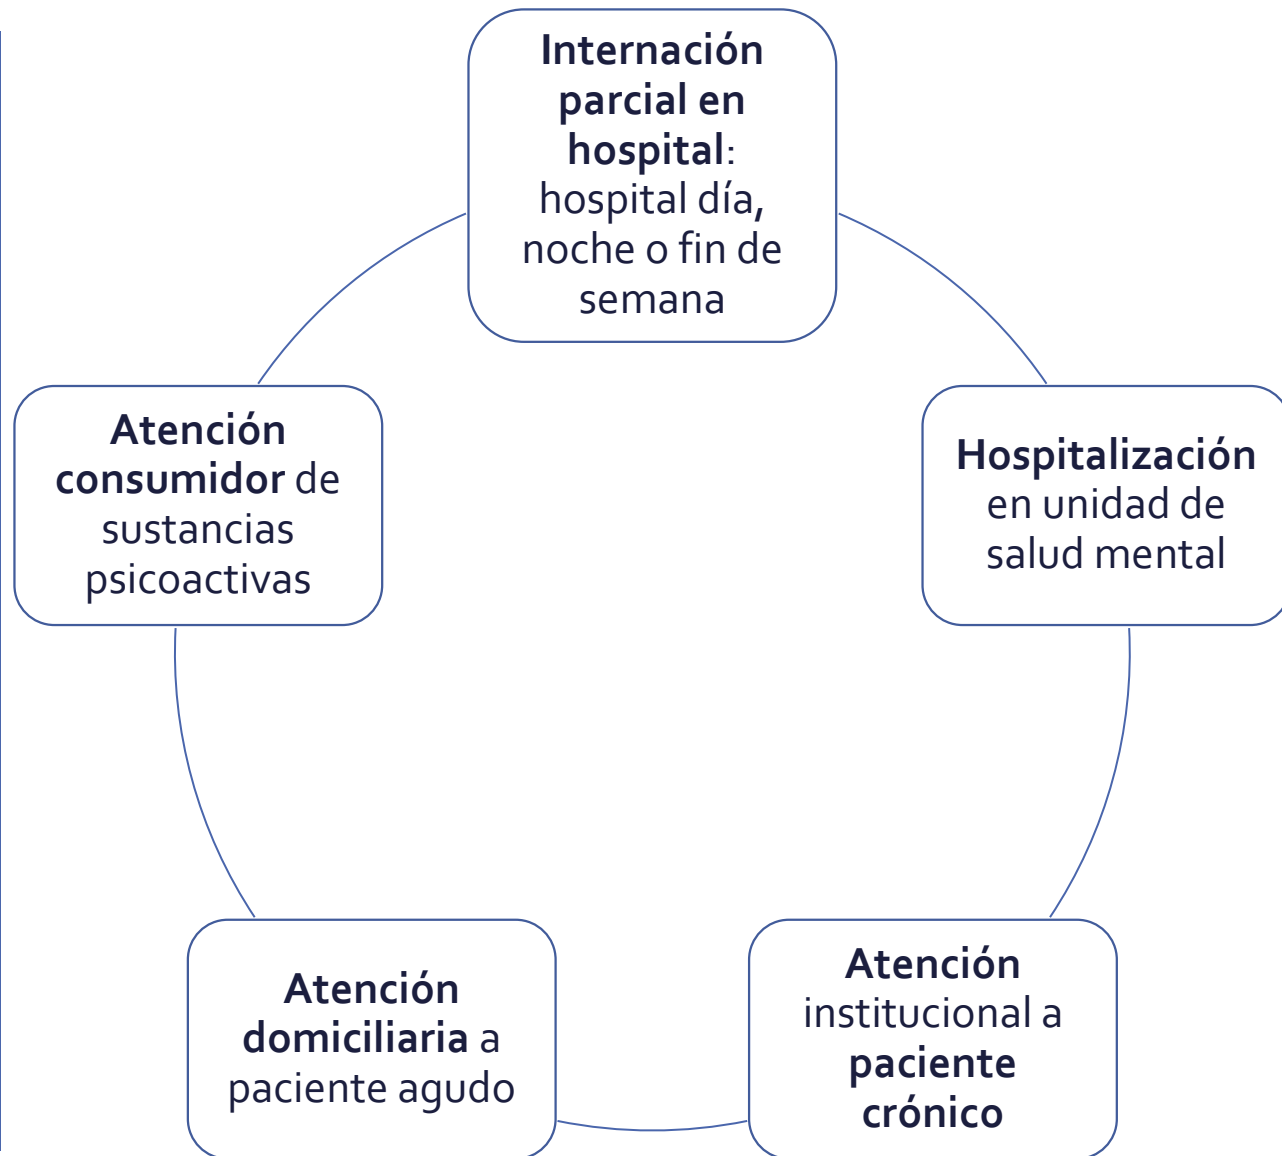 Internación
parcial en
hospital:
hospital día,
noche o fin de
semana
Hospitalización
en unidad de
salud mental
Atención
institucional a
paciente
crónico
Atención
domiciliaria a
paciente agudo
Atención
consumidor de
sustancias
psicoactivas